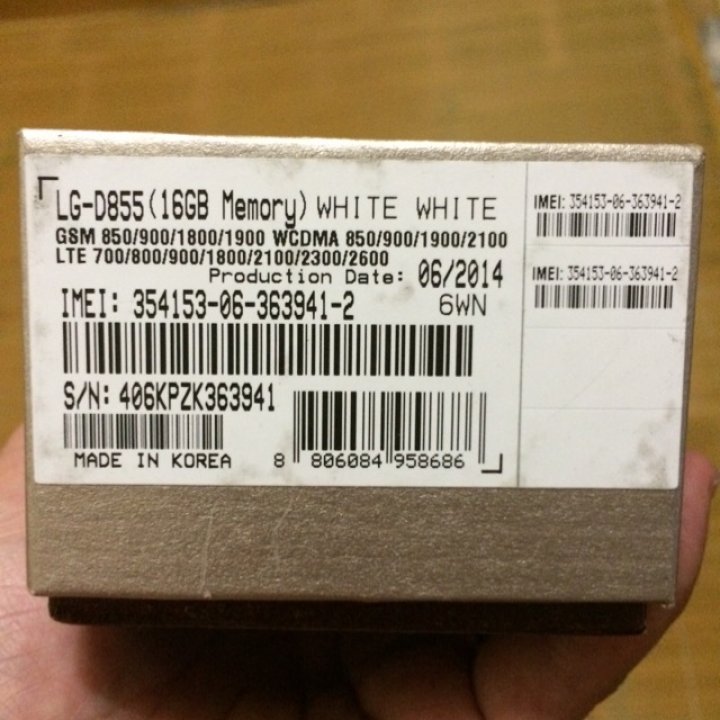 LG-D855(16GB Memory) WHITE WHITE
GSM 850/900/1800/1900 WCDMA 850/900/1900/2100
LTE 700/800/900/1800/2100/2300/2600
Production Date: 06/2014
IMEI: 354153-06-363941-2 6WN
S/N: 406KPZK363941
MADE IN KOREA 8 806084 958686
IMEI: 354153-06-363941-2
IMEI: 354153-06-363941-2